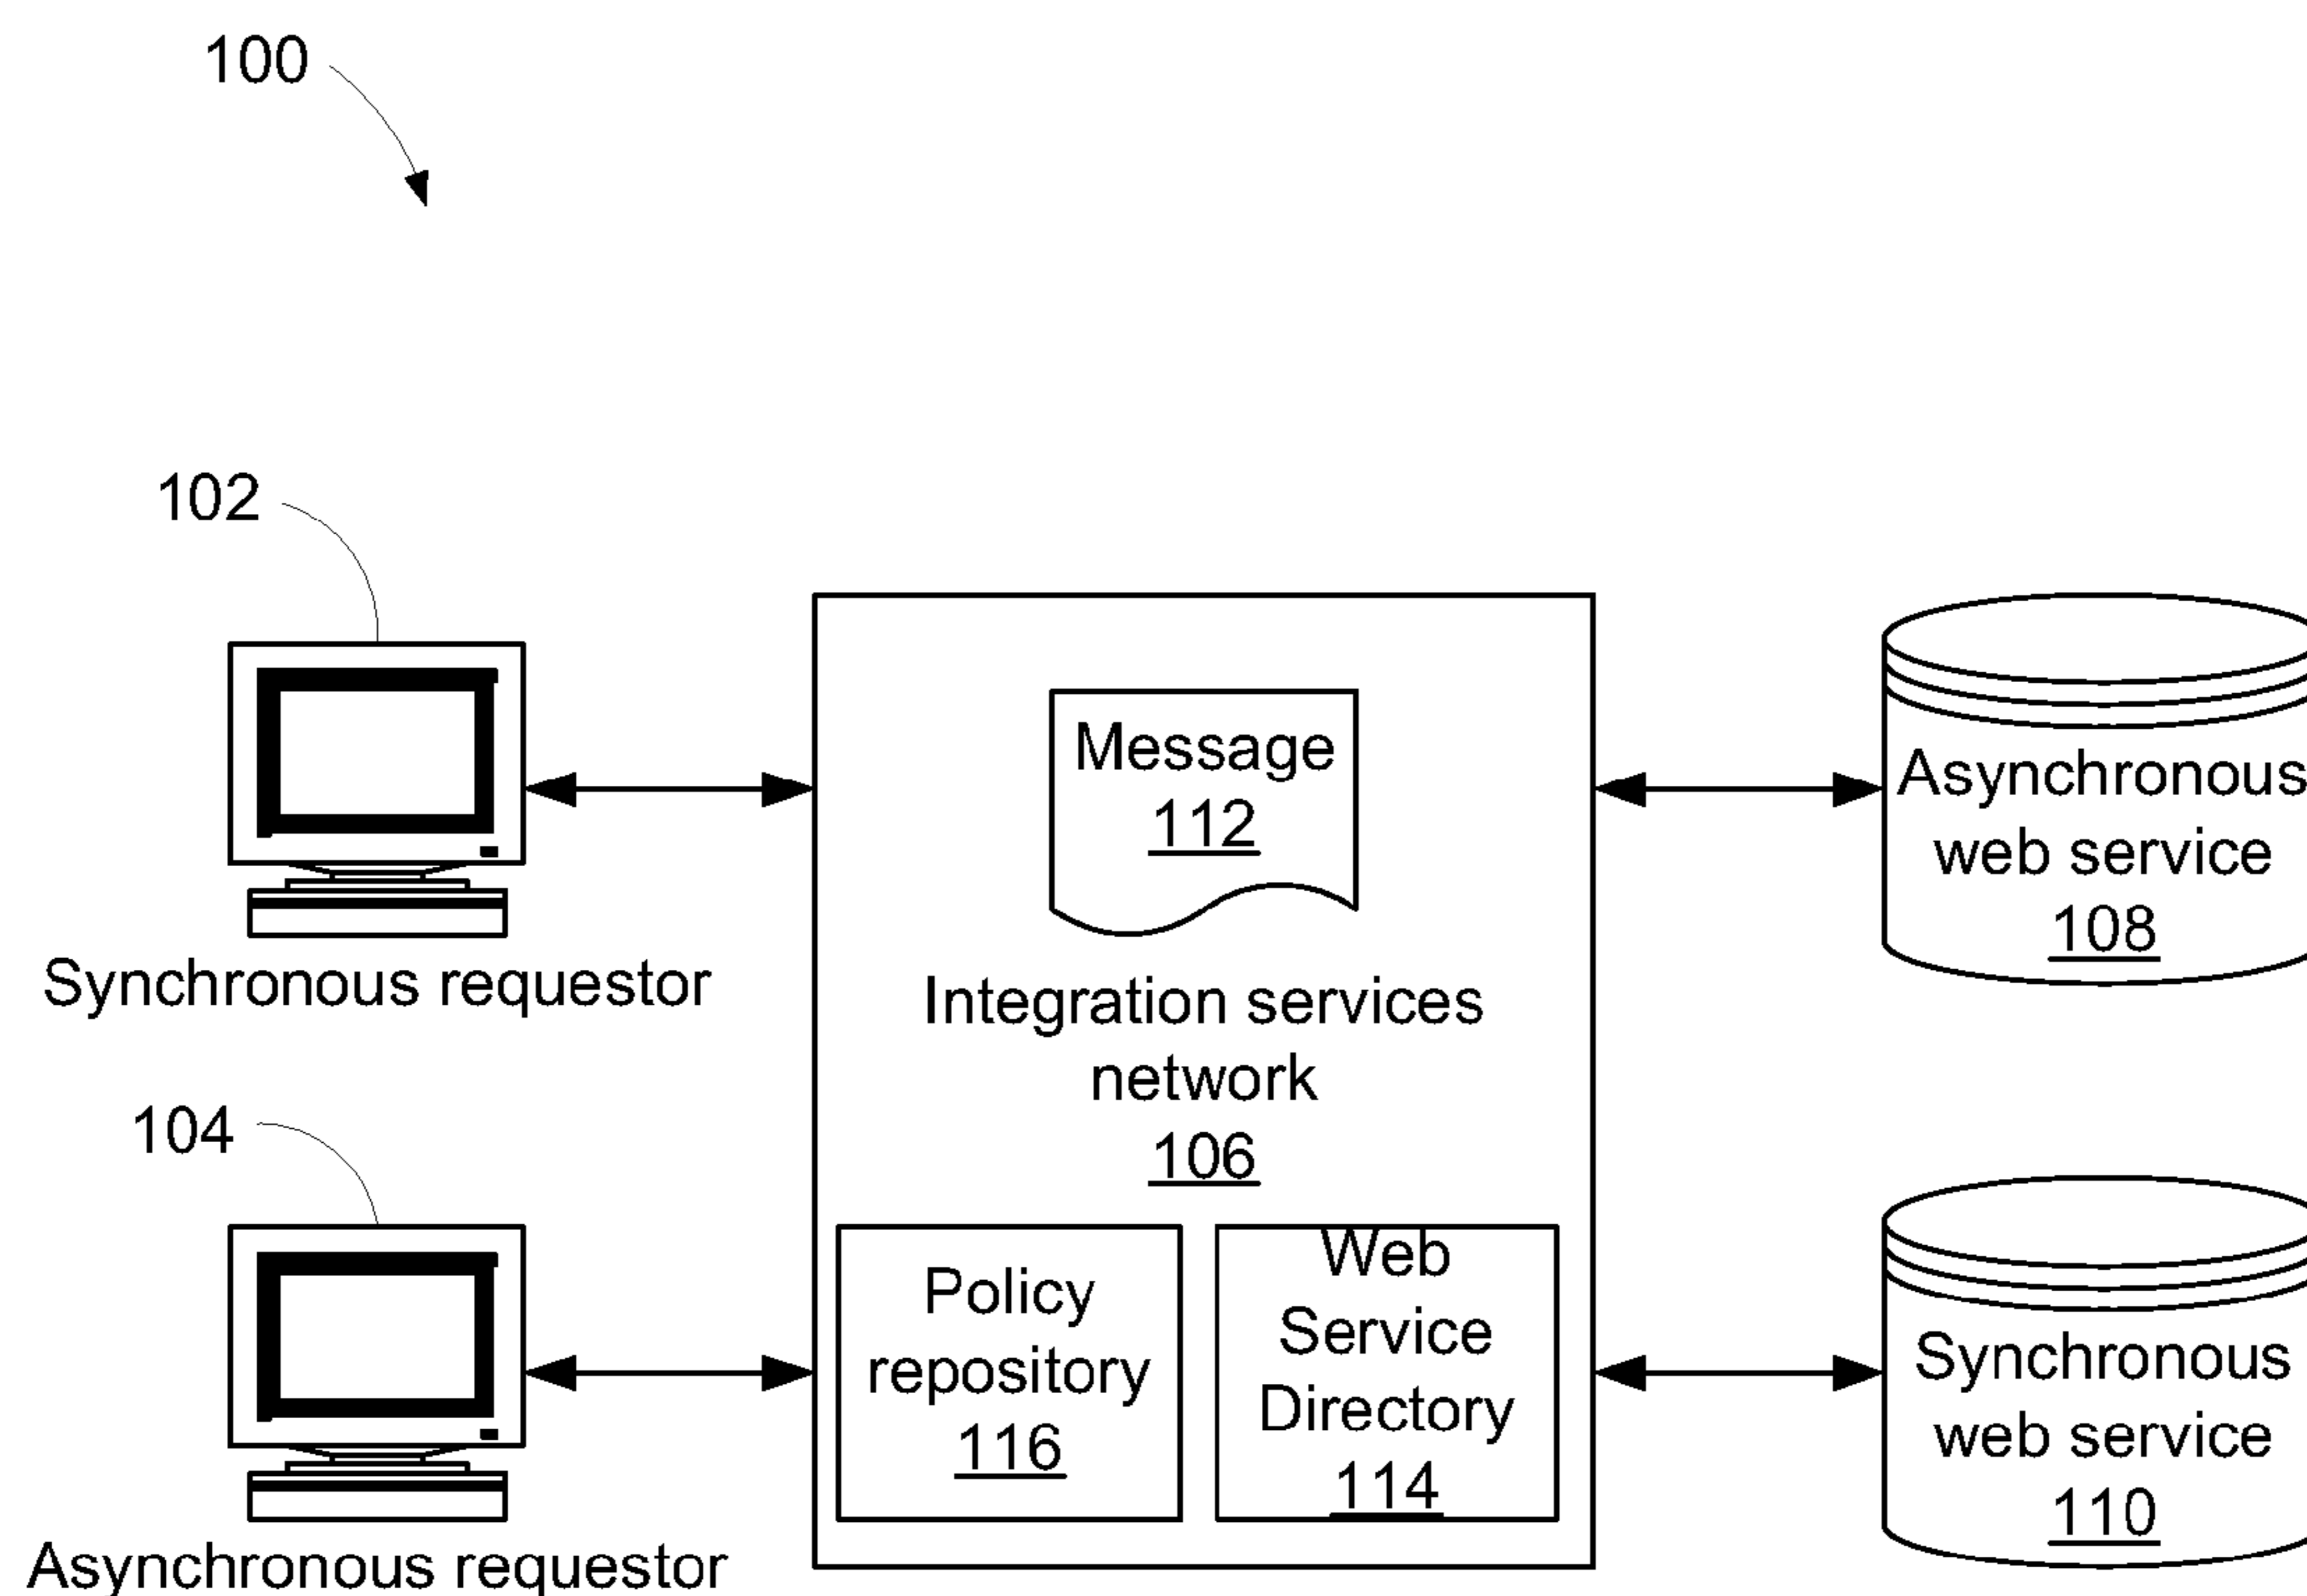 100
102
Synchronous requestor
104
Asynchronous requestor
Message
112
Integration services
network
106
Policy
repository
116
Web
Service
Directory
114
Asynchronous
web service
108
Synchronous
web service
110